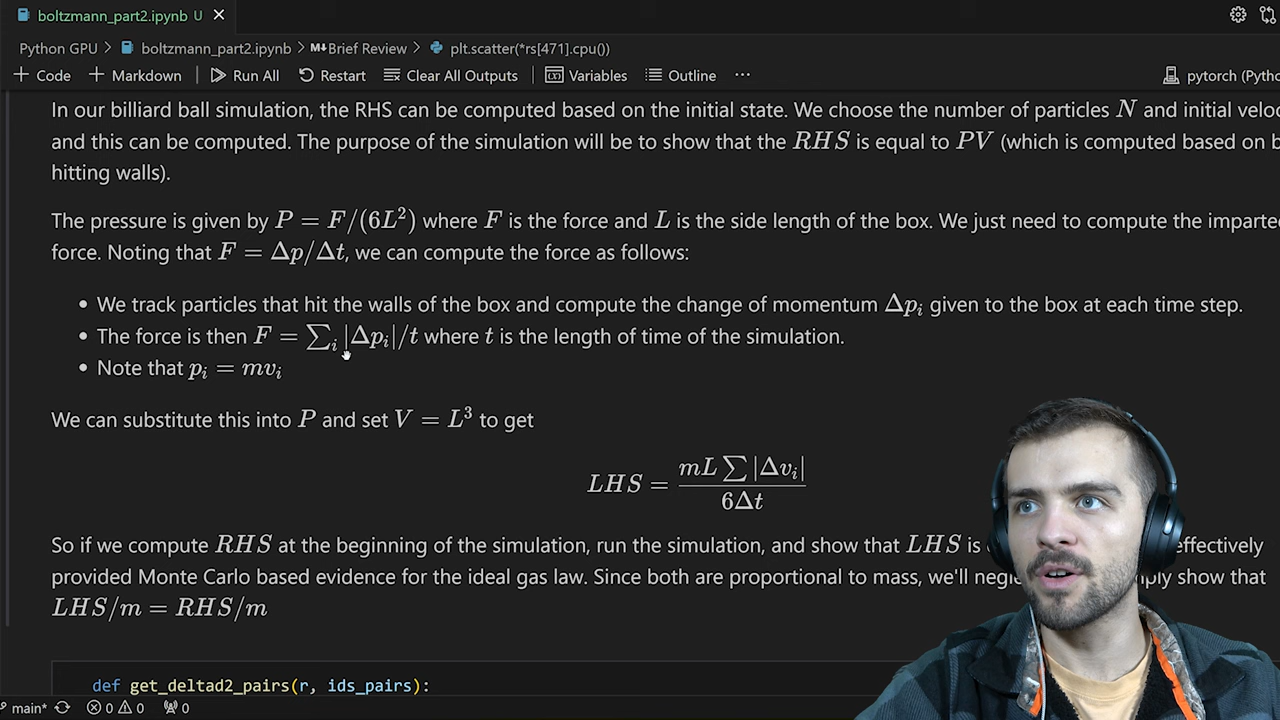 boltzmann_part2.ipynb U
Python GPU > boltzmann_part2.ipynb > Brief Review > plt.scatter(*rs[471].cpu())
+ Code + Markdown Run All Restart Clear All Outputs Variables Outline ... pytorch (Pytho
In our billiard ball simulation, the RHS can be computed based on the initial state. We choose the number of particles N and initial veloc
and this can be computed. The purpose of the simulation will be to show that the RHS is equal to PV (which is computed based on b
hitting walls).
The pressure is given by P = F/(6L²) where F is the force and L is the side length of the box. We just need to compute the imparted
force. Noting that F = Δp/Δt, we can compute the force as follows:
• We track particles that hit the walls of the box and compute the change of momentum Δpᵢ given to the box at each time step.
• The force is then F = ∑ᵢ |Δpᵢ|/t where t is the length of time of the simulation.
• Note that pᵢ = mvᵢ
We can substitute this into P and set V = L³ to get
LHS = mL ∑ |Δvᵢ| / 6Δt
So if we compute RHS at the beginning of the simulation, run the simulation, and show that LHS is effectively
provided Monte Carlo based evidence for the ideal gas law. Since both are proportional to mass, we'll show that
LHS/m = RHS/m
def get_deltad2_pairs(r, ids_pairs):
main* 0 0 0